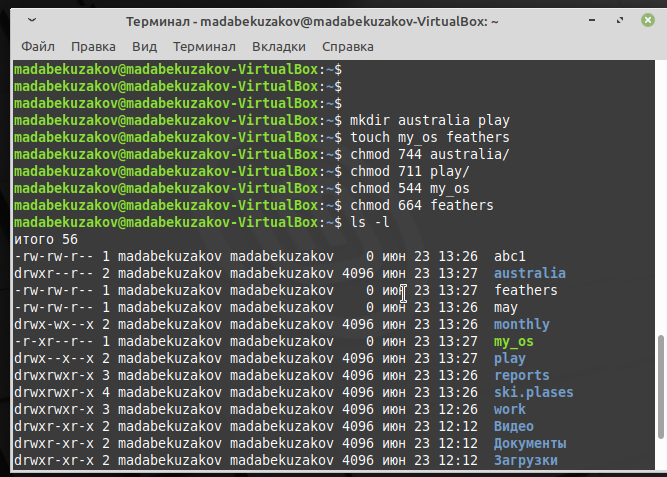 Терминал - madabekuzakov@madabekuzakov-VirtualBox: ~
Файл Правка Вид Терминал Вкладки Справка
madabekuzakov@madabekuzakov-VirtualBox:~$
madabekuzakov@madabekuzakov-VirtualBox:~$
madabekuzakov@madabekuzakov-VirtualBox:~$
madabekuzakov@madabekuzakov-VirtualBox:~$ mkdir australia play
madabekuzakov@madabekuzakov-VirtualBox:~$ touch my_os feathers
madabekuzakov@madabekuzakov-VirtualBox:~$ chmod 744 australia/
madabekuzakov@madabekuzakov-VirtualBox:~$ chmod 711 play/
madabekuzakov@madabekuzakov-VirtualBox:~$ chmod 544 my_os
madabekuzakov@madabekuzakov-VirtualBox:~$ chmod 664 feathers
madabekuzakov@madabekuzakov-VirtualBox:~$ ls -l
итого 56
-rw-rw-r-- 1 madabekuzakov madabekuzakov 0 июн 23 13:26 abc1
drwxr--r-- 2 madabekuzakov madabekuzakov 4096 июн 23 13:27 australia
-rw-rw-r-- 1 madabekuzakov madabekuzakov 0 июн 23 13:27 feathers
-rw-rw-r-- 1 madabekuzakov madabekuzakov 0 июн 23 13:26 may
drwx-wx--x 2 madabekuzakov madabekuzakov 4096 июн 23 13:26 monthly
-r-xr--r-- 1 madabekuzakov madabekuzakov 0 июн 23 13:27 my_os
drwx--x--x 2 madabekuzakov madabekuzakov 4096 июн 23 13:27 play
drwxrwxr-x 3 madabekuzakov madabekuzakov 4096 июн 23 13:26 reports
drwxrwxr-x 4 madabekuzakov madabekuzakov 4096 июн 23 13:26 ski.plases
drwxrwxr-x 3 madabekuzakov madabekuzakov 4096 июн 23 12:26 work
drwxr-xr-x 2 madabekuzakov madabekuzakov 4096 июн 23 12:12 Видео
drwxr-xr-x 2 madabekuzakov madabekuzakov 4096 июн 23 12:12 Документы
drwxr-xr-x 2 madabekuzakov madabekuzakov 4096 июн 23 12:12 Загрузки